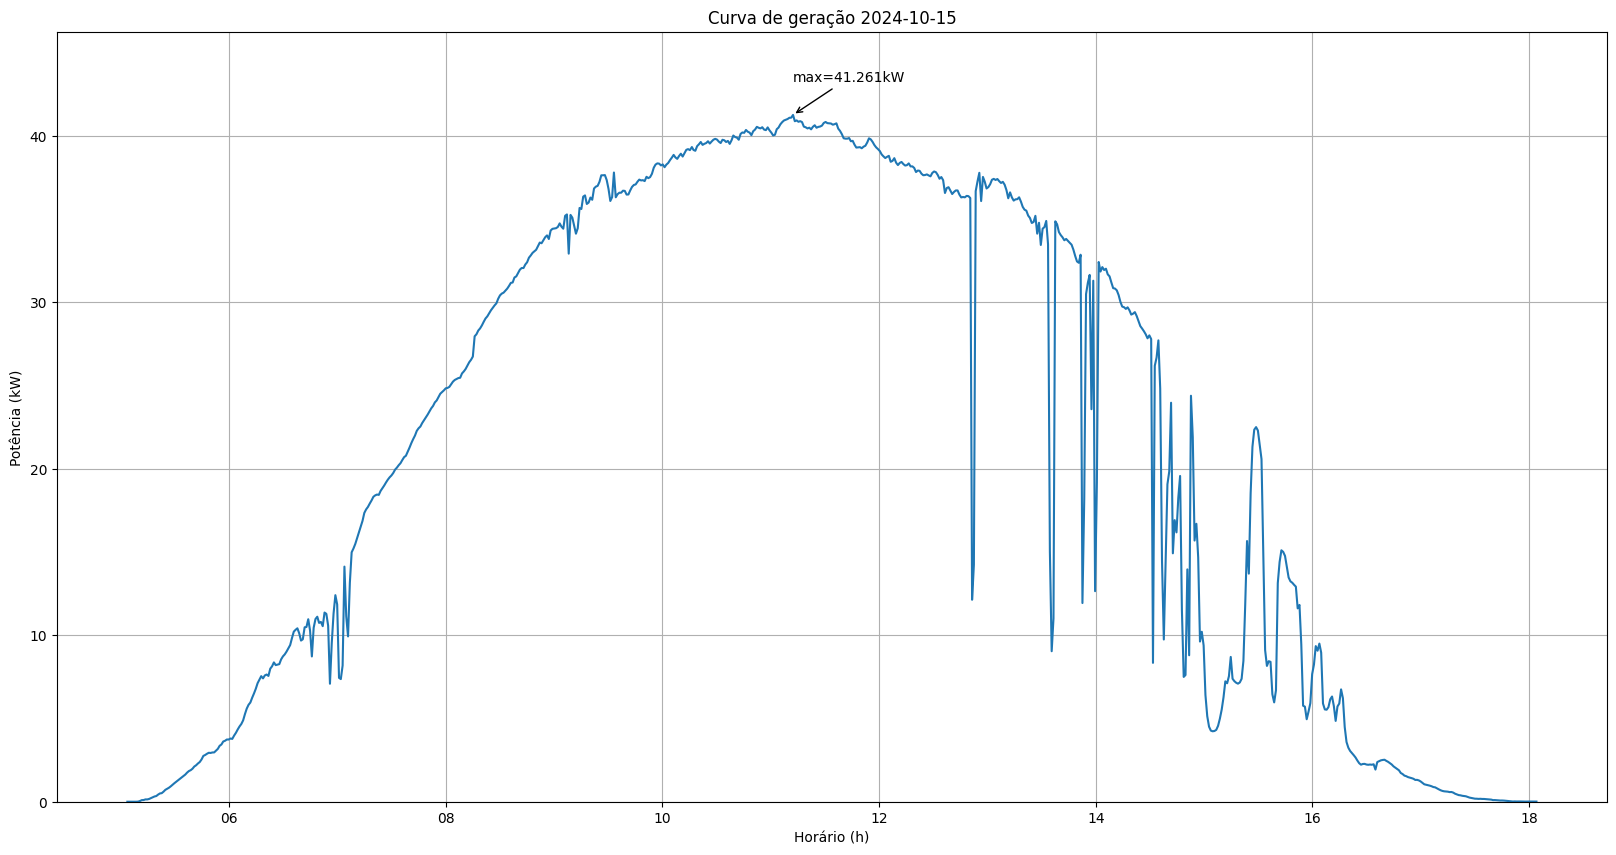 Curva de geração 2024-10-15
max=41.261kW
40
30
20
10
0
Potência (kW)
06 08 10 12 14 16 18
Horário (h)